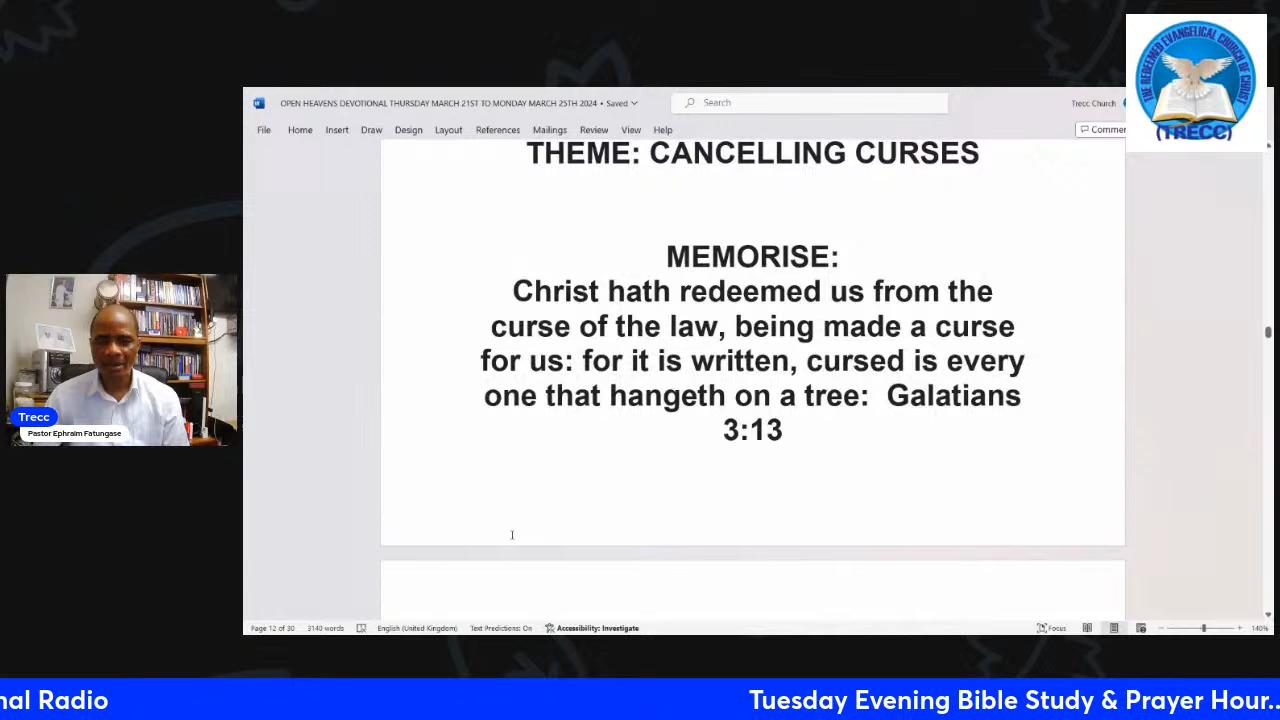 THE REDEEMED EVANGELICAL CHURCH OF CHRIST
(TRECC)
OPEN HEAVENS DEVOTIONAL THURSDAY MARCH 21ST TO MONDAY MARCH 25TH 2024 • Saved
Search
Trecc Church
File Home Insert Draw Design Layout References Mailings Review View Help
Commen
THEME: CANCELLING CURSES
MEMORISE:
Christ hath redeemed us from the
curse of the law, being made a curse
for us: for it is written, cursed is every
one that hangeth on a tree: Galatians
3:13
Trecc
Pastor Ephraim Fatungase
Page 12 of 30 3140 words English (United Kingdom) Text Predictions: On Accessibility: Investigate Focus 140%
nal Radio Tuesday Evening Bible Study & Prayer Hour..